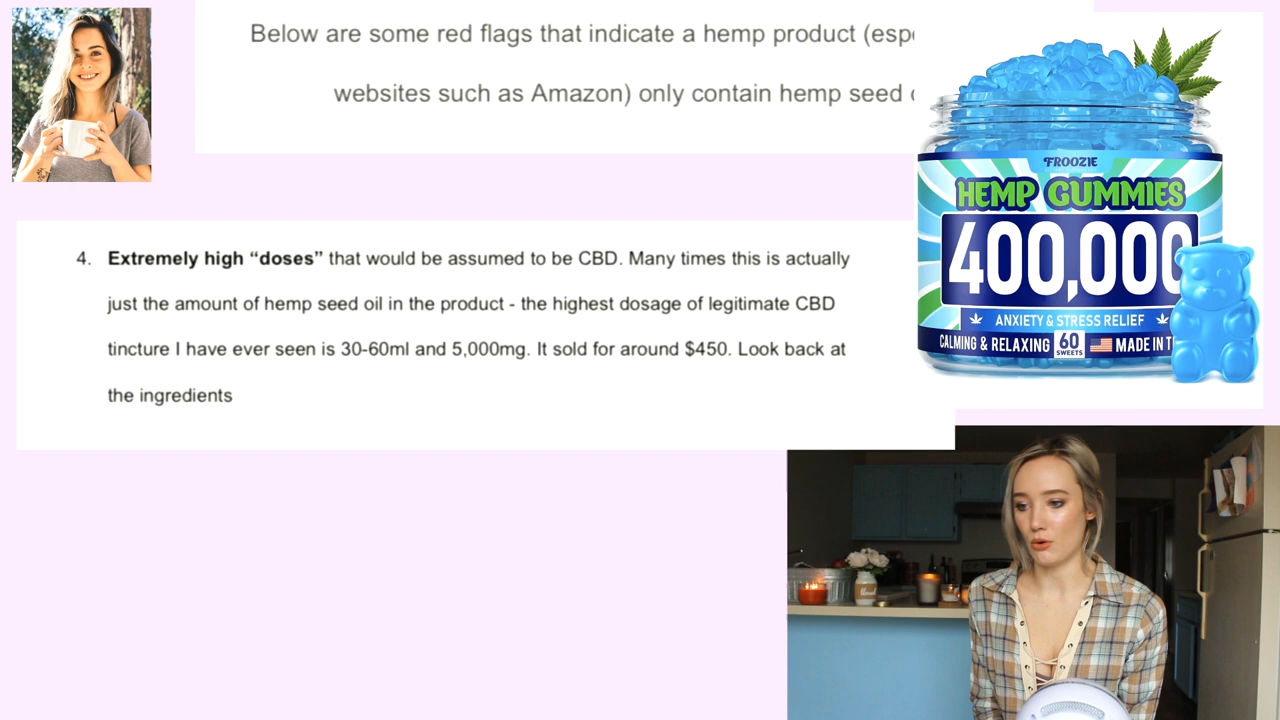 Below are some red flags that indicate a hemp product
websites such as Amazon) only contain hemp seed
4. Extremely high “doses” that would be assumed to be CBD. Many times this is actually
just the amount of hemp seed oil in the product - the highest dosage of legitimate CBD
tincture I have ever seen is 30-60ml and 5,000mg. It sold for around $450. Look back at
the ingredients
FROOZIE
HEMP GUMMIES
400,000
ANXIETY & STRESS RELIEF
CALMING & RELAXING 60 SWEETS MADE IN